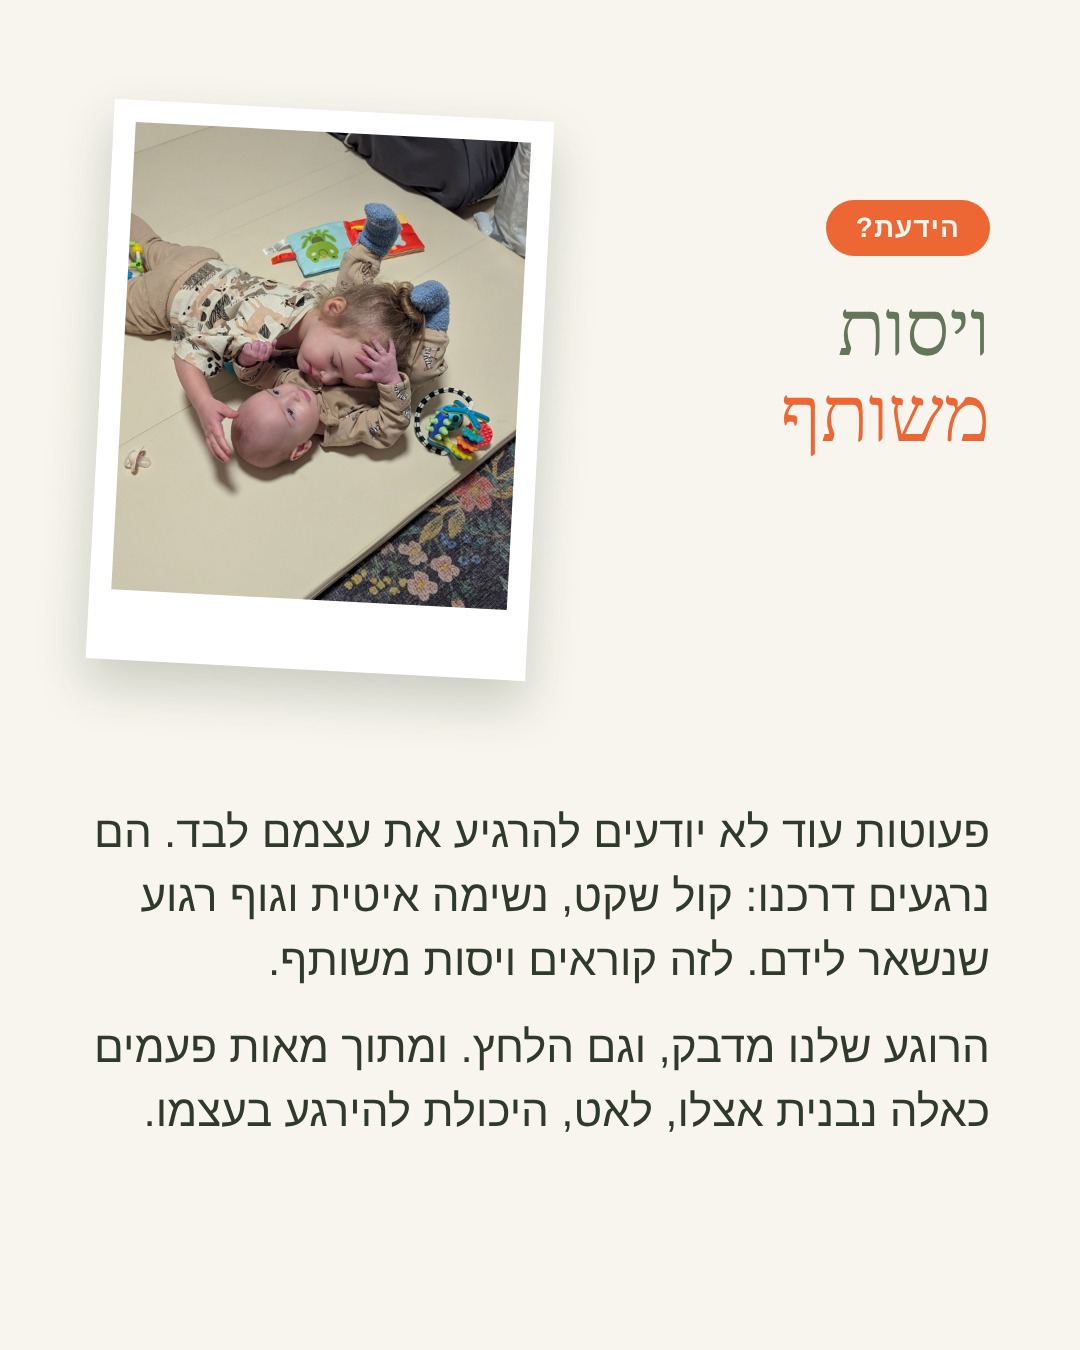 הידעת?
ויסות
משותף
פעוטות עוד לא יודעים להרגיע את עצמם לבד. הם
נרגעים דרכנו: קול שקט, נשימה איטית וגוף רגוע
שנשאר לידם. לזה קוראים ויסות משותף.
הרוגע שלנו מדבק, וגם הלחץ. ומתוך מאות פעמים
כאלה נבנית אצלו, לאט, היכולת להירגע בעצמו.